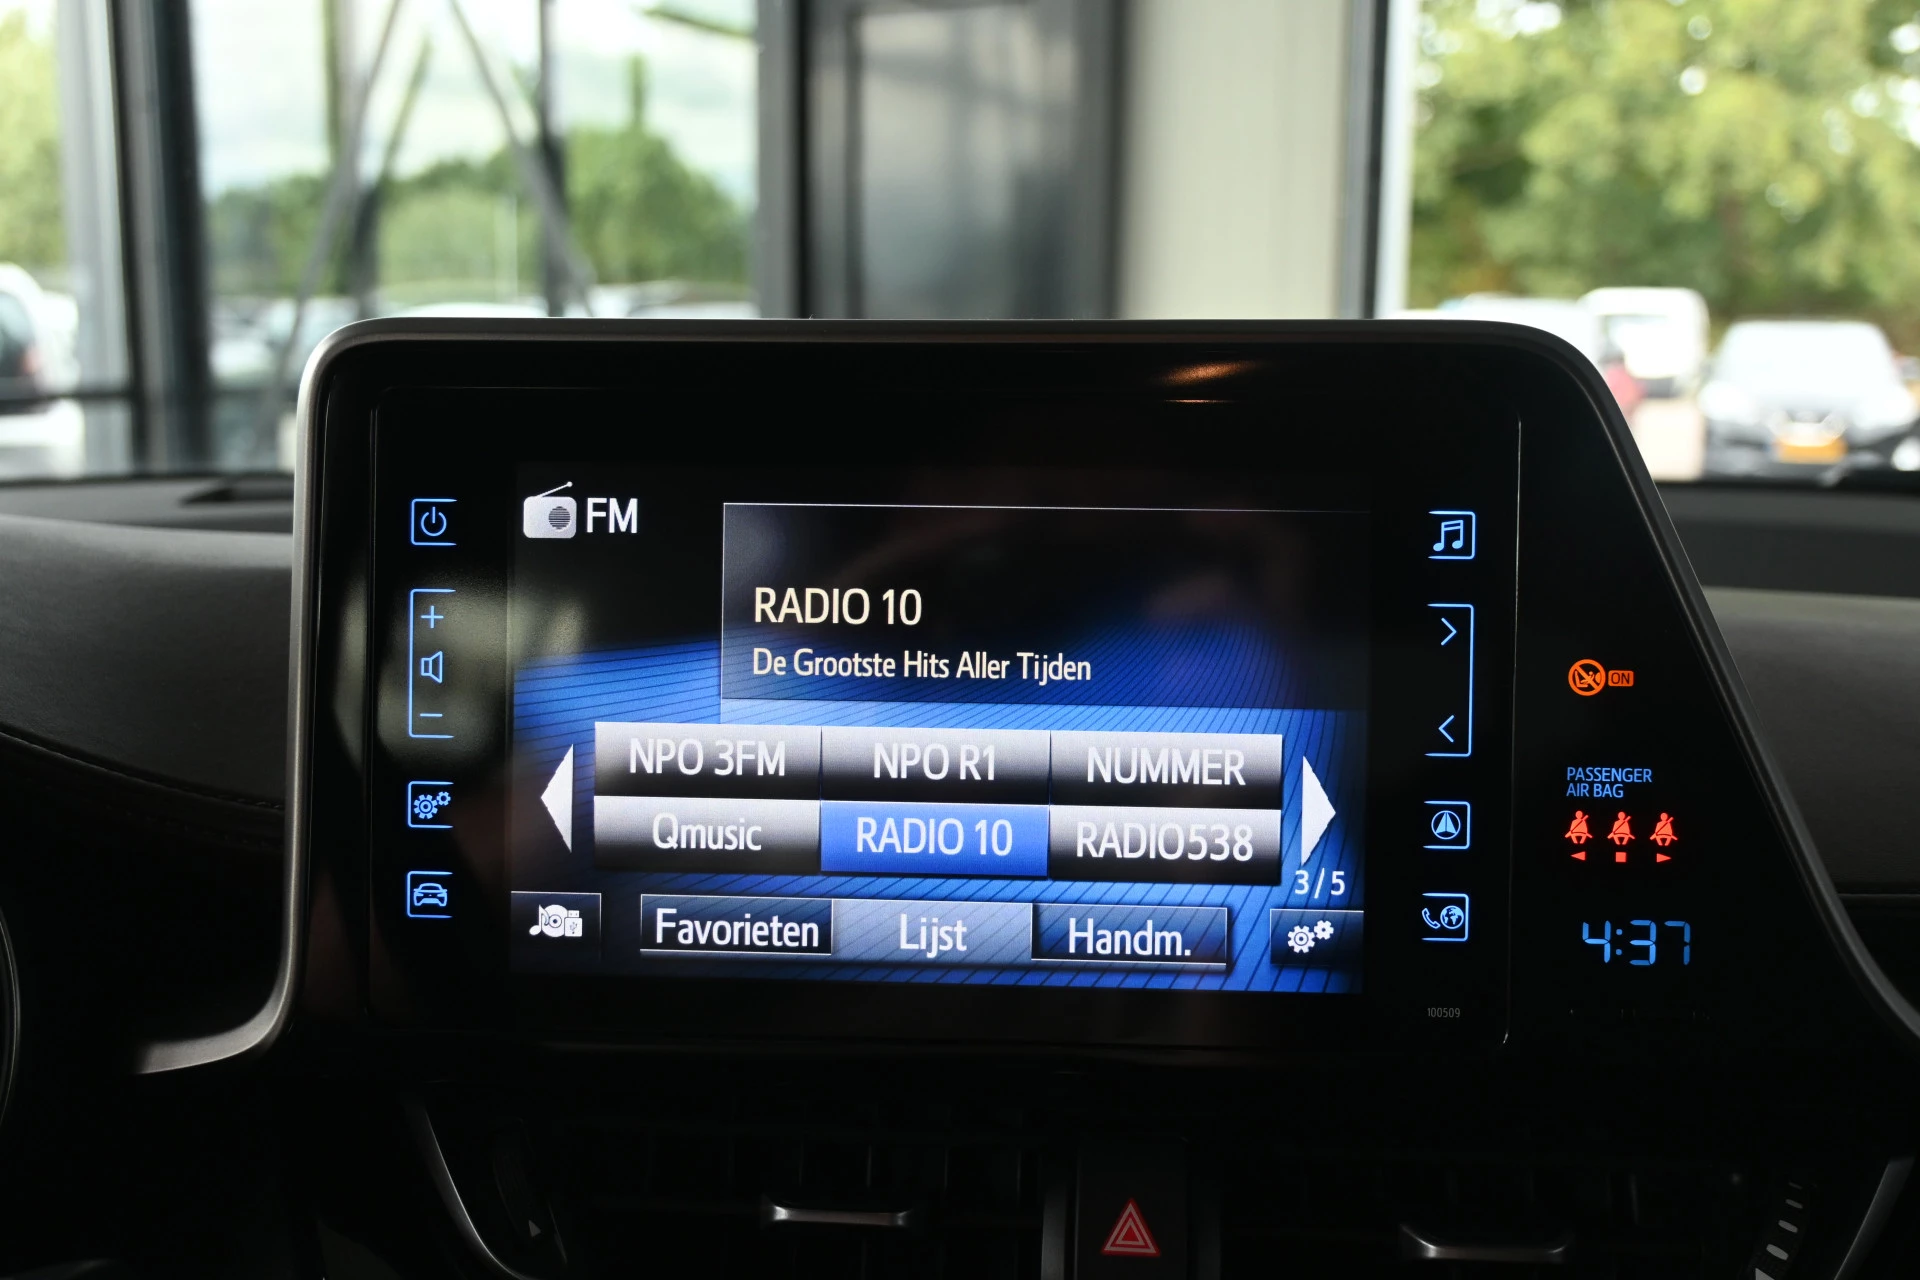 FM
RADIO 10
De Grootste Hits Aller Tijden
NPO 3FM NPO R1 NUMMER
Qmusic RADIO 10 RADIO538
3/5
Favorieten Lijst Handm.
ON
PASSENGER
AIR BAG
4:37
100509